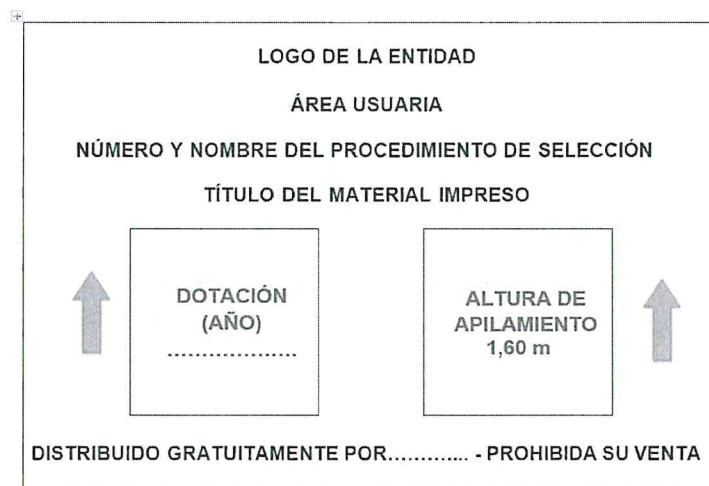 LOGO DE LA ENTIDAD
ÁREA USUARIA
NÚMERO Y NOMBRE DEL PROCEDIMIENTO DE SELECCIÓN
TÍTULO DEL MATERIAL IMPRESO
DOTACIÓN
(AÑO)
....................
ALTURA DE
APILAMIENTO
1,60 m
DISTRIBUIDO GRATUITAMENTE POR............... - PROHIBIDA SU VENTA